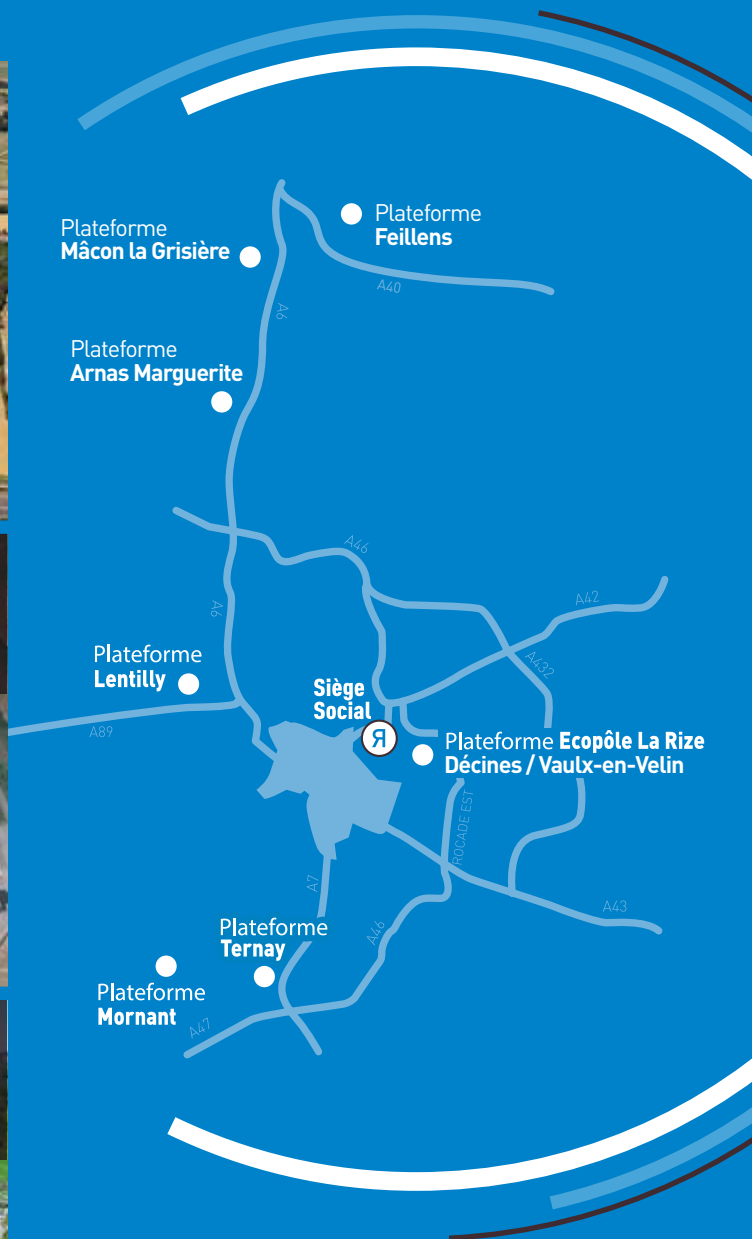 Plateforme
Feillens
Plateforme
Mâcon la Grisière
A40
A6
Plateforme
Arnas Marguerite
A46
A42
A6
A432
Plateforme
Lentilly
Siège
Social
A89
Я
Plateforme Ecopôle La Rize
Décines / Vaulx-en-Velin
ROCADE EST
A7
A43
Plateforme
Ternay
A46
Plateforme
Mornant
A47